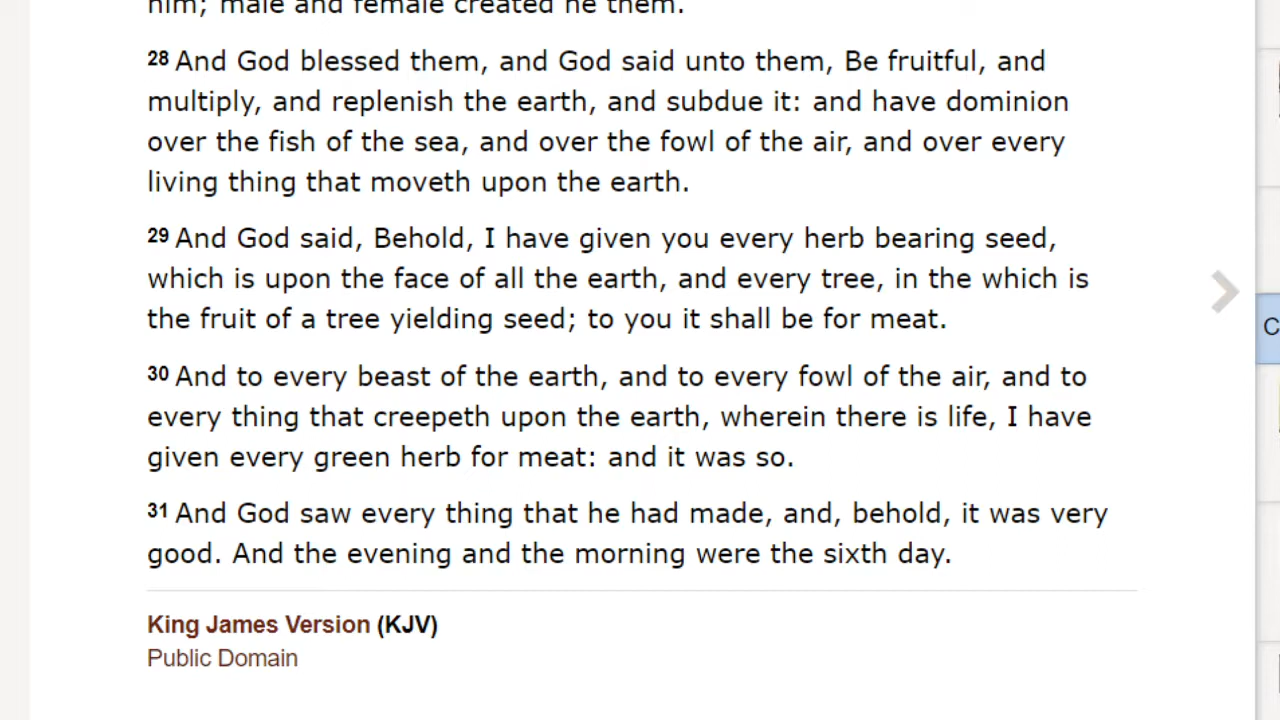 him; male and female created he them.
28 And God blessed them, and God said unto them, Be fruitful, and
multiply, and replenish the earth, and subdue it: and have dominion
over the fish of the sea, and over the fowl of the air, and over every
living thing that moveth upon the earth.
29 And God said, Behold, I have given you every herb bearing seed,
which is upon the face of all the earth, and every tree, in the which is
the fruit of a tree yielding seed; to you it shall be for meat.
30 And to every beast of the earth, and to every fowl of the air, and to
every thing that creepeth upon the earth, wherein there is life, I have
given every green herb for meat: and it was so.
31 And God saw every thing that he had made, and, behold, it was very
good. And the evening and the morning were the sixth day.
King James Version (KJV)
Public Domain